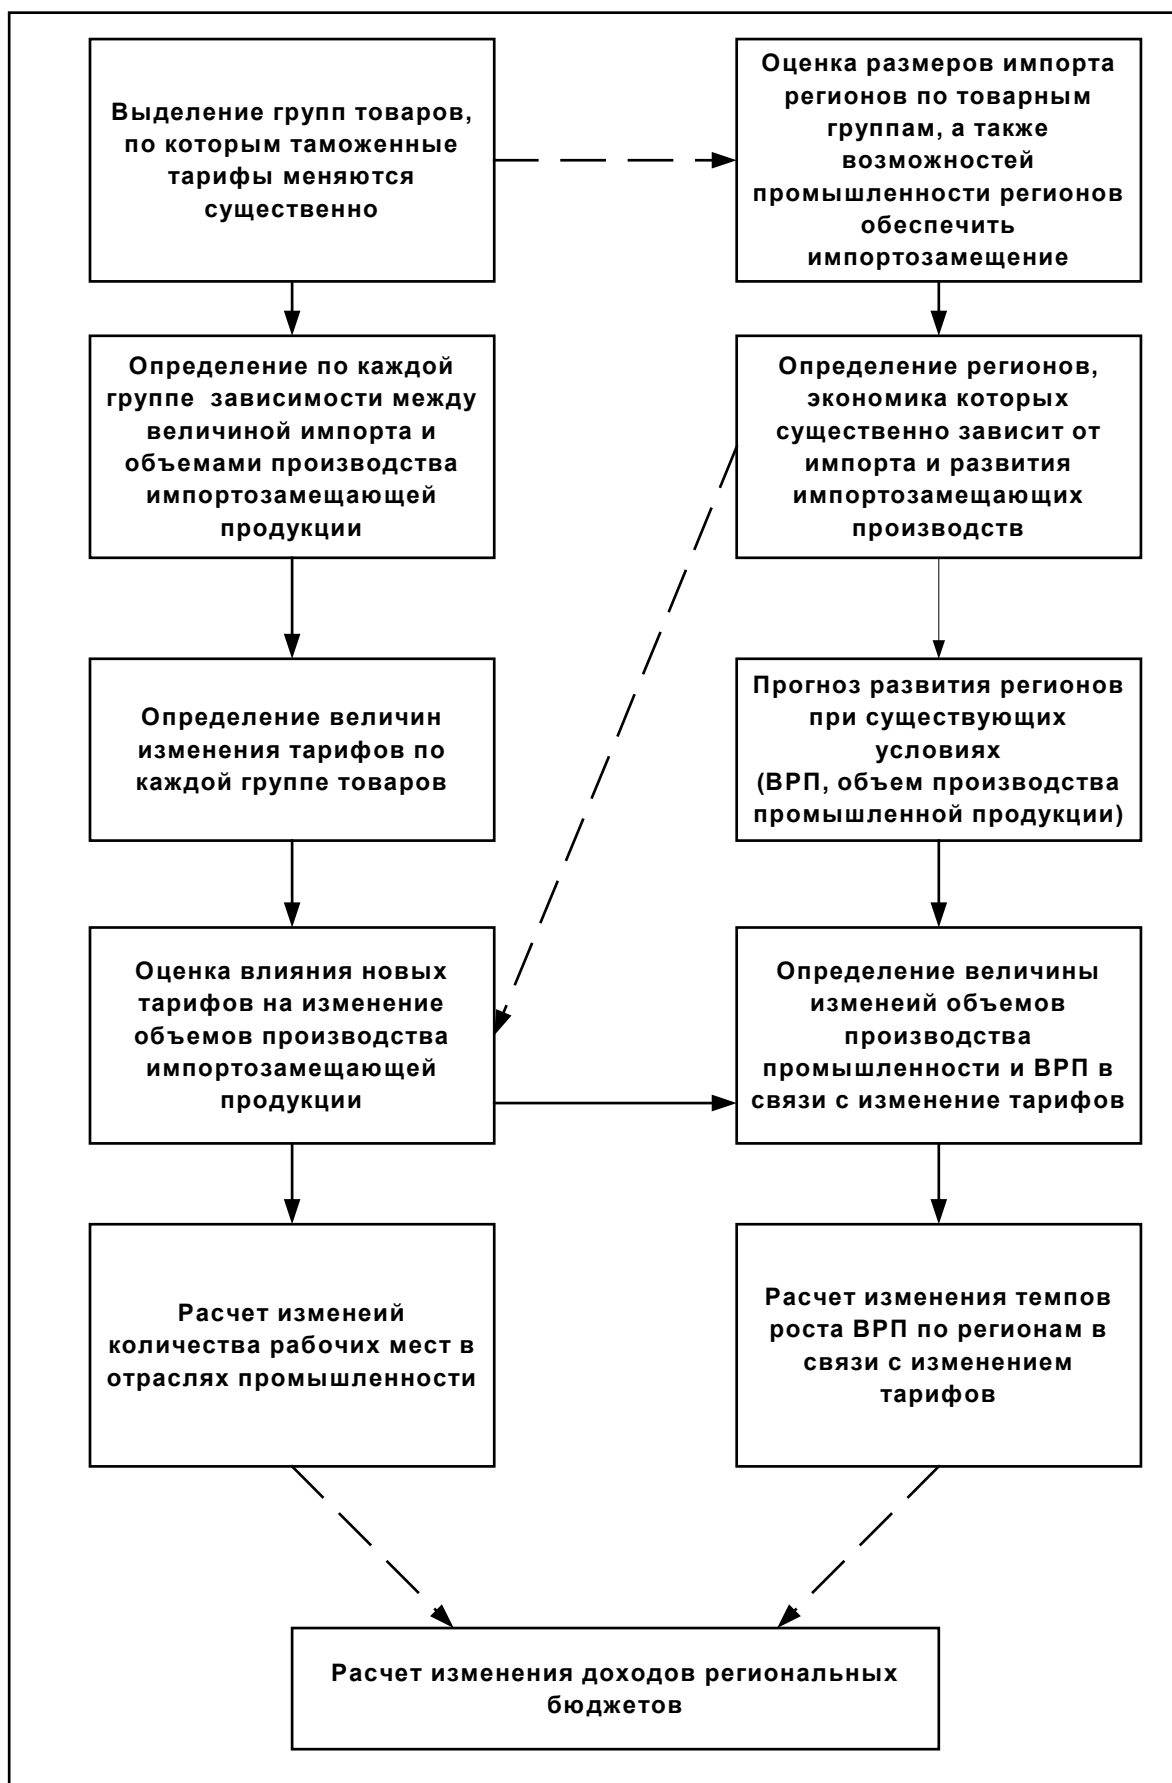 Выделение групп товаров,
по которым таможенные
тарифы меняются
существенно
Оценка размеров импорта
регионов по товарным
группам, а также
возможностей
промышленности регионов
обеспечить
импортозамещение
Определение по каждой
группе зависимости между
величиной импорта и
объемами производства
импортозамещающей
продукции
Определение регионов,
экономика которых
существенно зависит от
импорта и развития
импортозамещающих
производств
Определение величин
изменения тарифов по
каждой группе товаров
Прогноз развития регионов
при существующих
условиях
(ВРП, объем производства
промышленной продукции)
Оценка влияния новых
тарифов на изменение
объемов производства
импортозамещающей
продукции
Определение величины
изменеий объемов
производства
промышленности и ВРП в
связи с изменение тарифов
Расчет изменеий
количества рабочих мест в
отраслях промышленности
Расчет изменения темпов
роста ВРП по регионам в
связи с изменением
тарифов
Расчет изменения доходов региональных
бюджетов